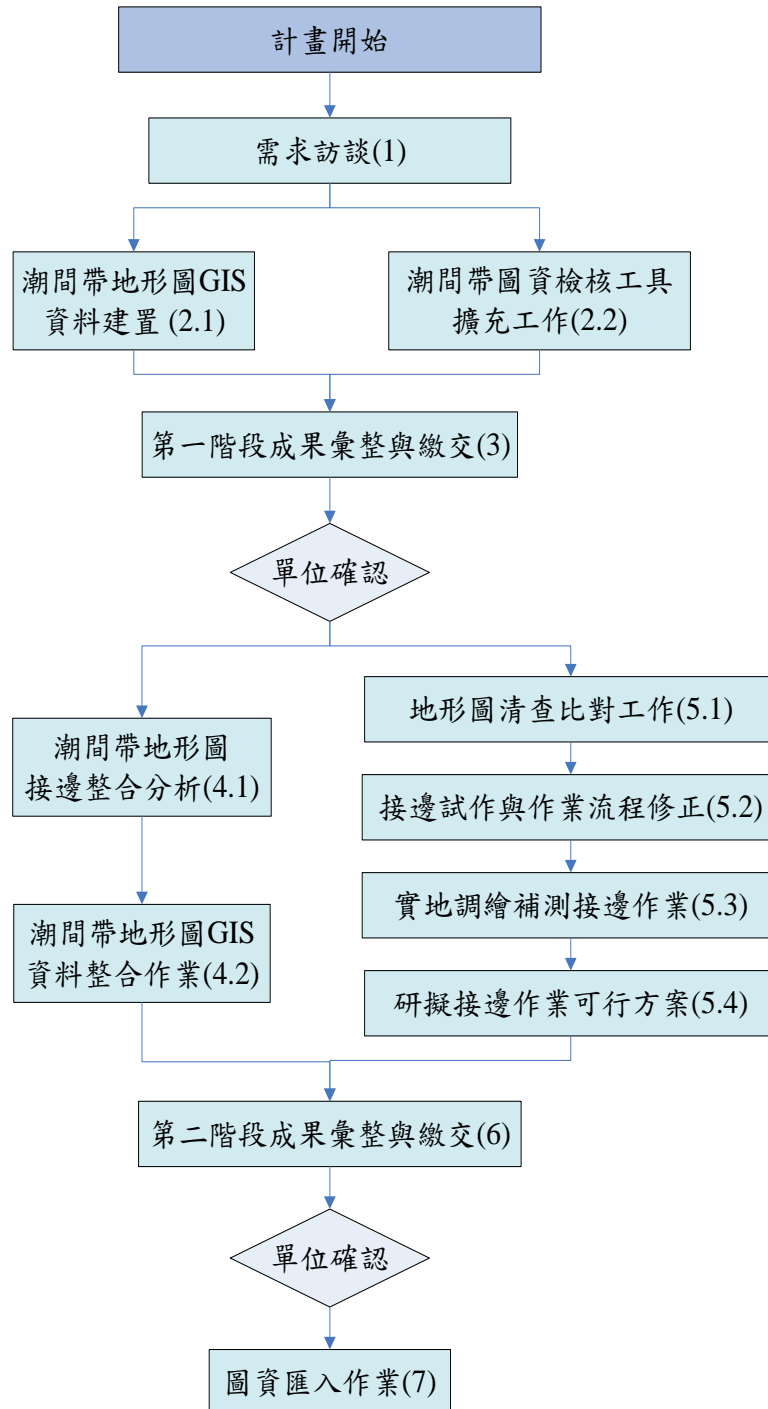 計畫開始
需求訪談(1)
潮間帶地形圖GIS
資料建置 (2.1)
潮間帶圖資檢核工具
擴充工作(2.2)
第一階段成果彙整與繳交(3)
單位確認
潮間帶地形圖
接邊整合分析(4.1)
潮間帶地形圖GIS
資料整合作業(4.2)
地形圖清查比對工作(5.1)
接邊試作與作業流程修正(5.2)
實地調繪補測接邊作業(5.3)
研擬接邊作業可行方案(5.4)
第二階段成果彙整與繳交(6)
單位確認
圖資匯入作業(7)